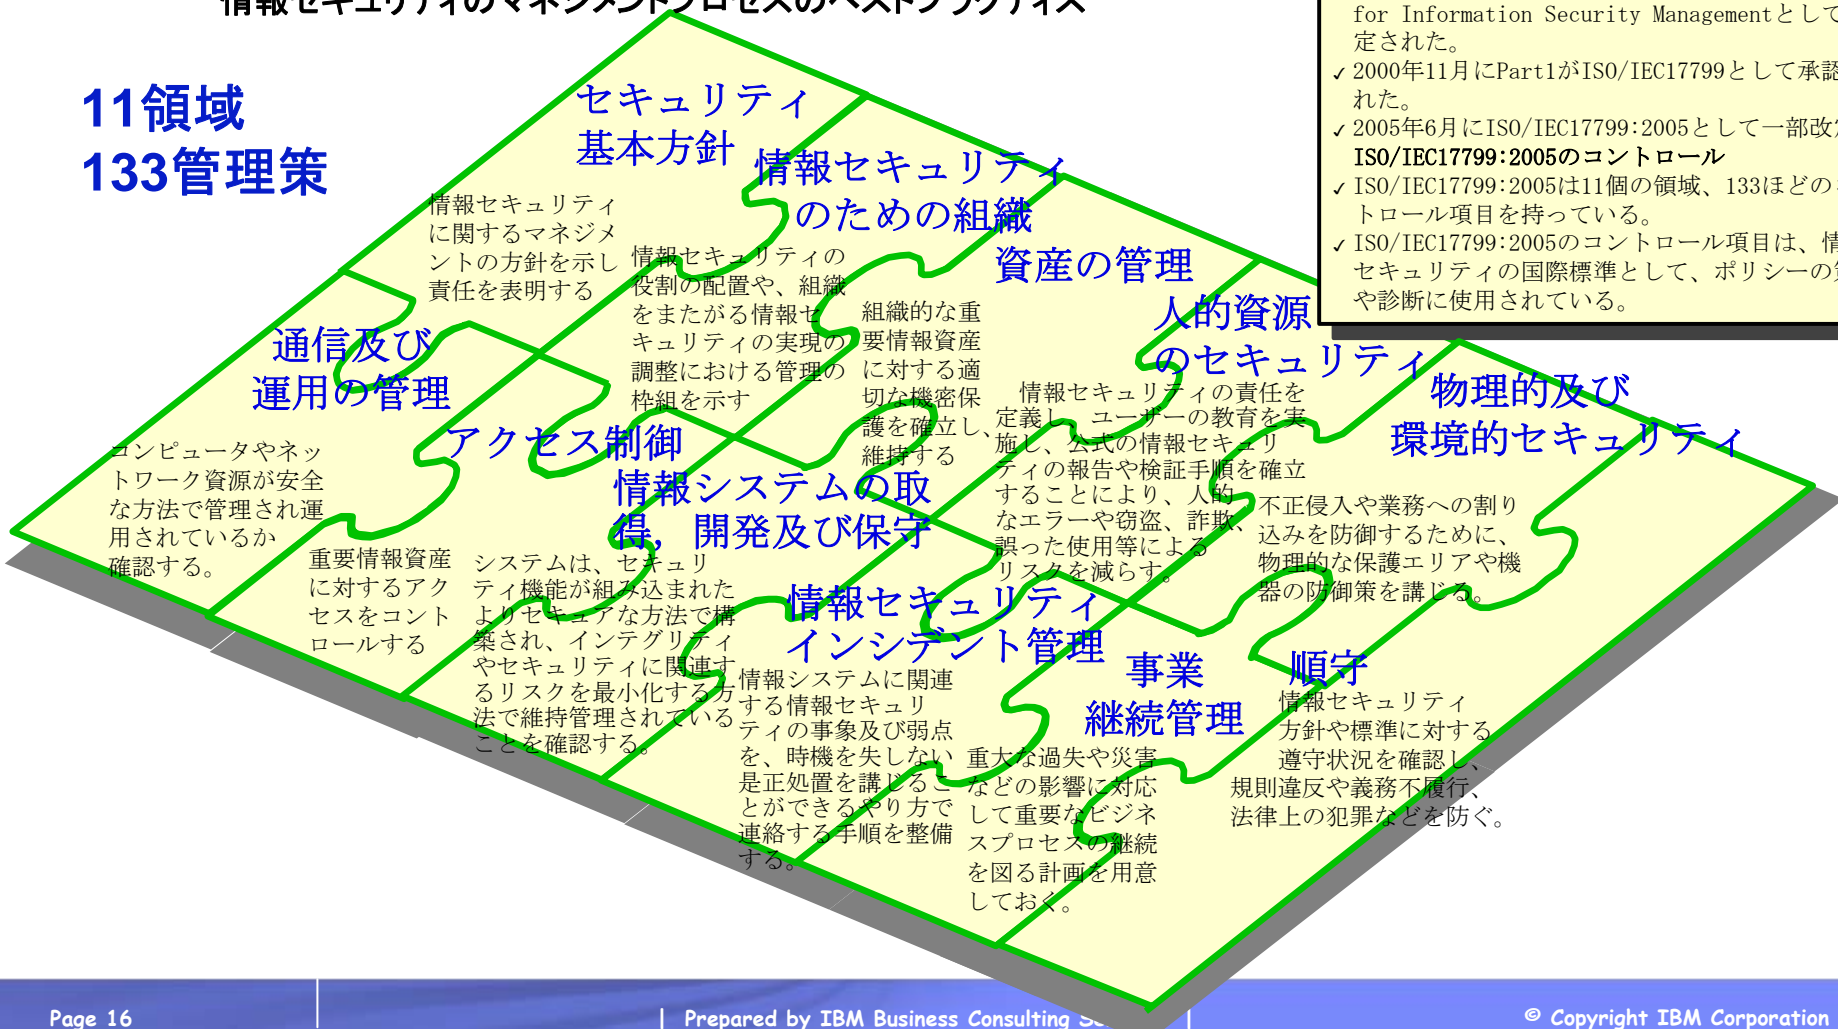 情報セキュリティのマネジメントプロセスのベストプラクティス
11領域
133管理策
for Information Security Managementとして
定された。
✓2000年11月にPart1がISO/IEC17799として承認
れた。
✓2005年6月にISO/IEC17799:2005として一部改
ISO/IEC17799:2005のコントロール
✓ISO/IEC17799:2005は11個の領域、133ほどの
トロール項目を持っている。
✓ISO/IEC17799:2005のコントロール項目は、情
セキュリティの国際標準として、ポリシーの
や診断に使用されている。
セキュリティ
基本方針
情報セキュリティ
に関するマネジメ
ントの方針を示し
責任を表明する
情報セキュリティ
のための組織
情報セキュリティの
役割の配置や、組織
をまたがる情報セ
キュリティの実現の
調整における管理の
枠組を示す
資産の管理
組織的な重
要情報資産
に対する適
切な機密保
護を確立し、
維持する
人的資源
のセキュリティ
情報セキュリティの責任を
定義し、ユーザーの教育を実
施し、公式の情報セキュリ
ティの報告や検証手順を確立
することにより、人的
なエラーや窃盗、詐欺、
誤った使用等による
リスクを減らす。
物理的及び
環境的セキュリティ
不正侵入や業務への割り
込みを防御するために、
物理的な保護エリアや機
器の防御策を講じる。
通信及び
運用の管理
コンピュータやネッ
トワーク資源が安全
な方法で管理され運
用されているか
確認する。
アクセス制御
重要情報資産
に対するアク
セスをコント
ロールする
情報システムの取
得，開発及び保守
システムは、セキュリ
ティ機能が組み込まれた
よりセキュアな方法で構
築され、インテグリティ
やセキュリティに関連す
るリスクを最小化する方
法で維持管理されている
ことを確認する。
情報セキュリティ
インシデント管理
情報システムに関連
する情報セキュリ
ティの事象及び弱点
を、時機を失しない
是正処置を講じるこ
とができるやり方で
連絡する手順を整備
する。
事業
継続管理
重大な過失や災害
などの影響に対応
して重要なビジネ
スプロセスの継続
を図る計画を用意
しておく。
順守
情報セキュリティ
方針や標準に対する
遵守状況を確認し、
規則違反や義務不履行、
法律上の犯罪などを防ぐ。
Page 16
Prepared by IBM Business Consulting
© Copyright IBM Corporation